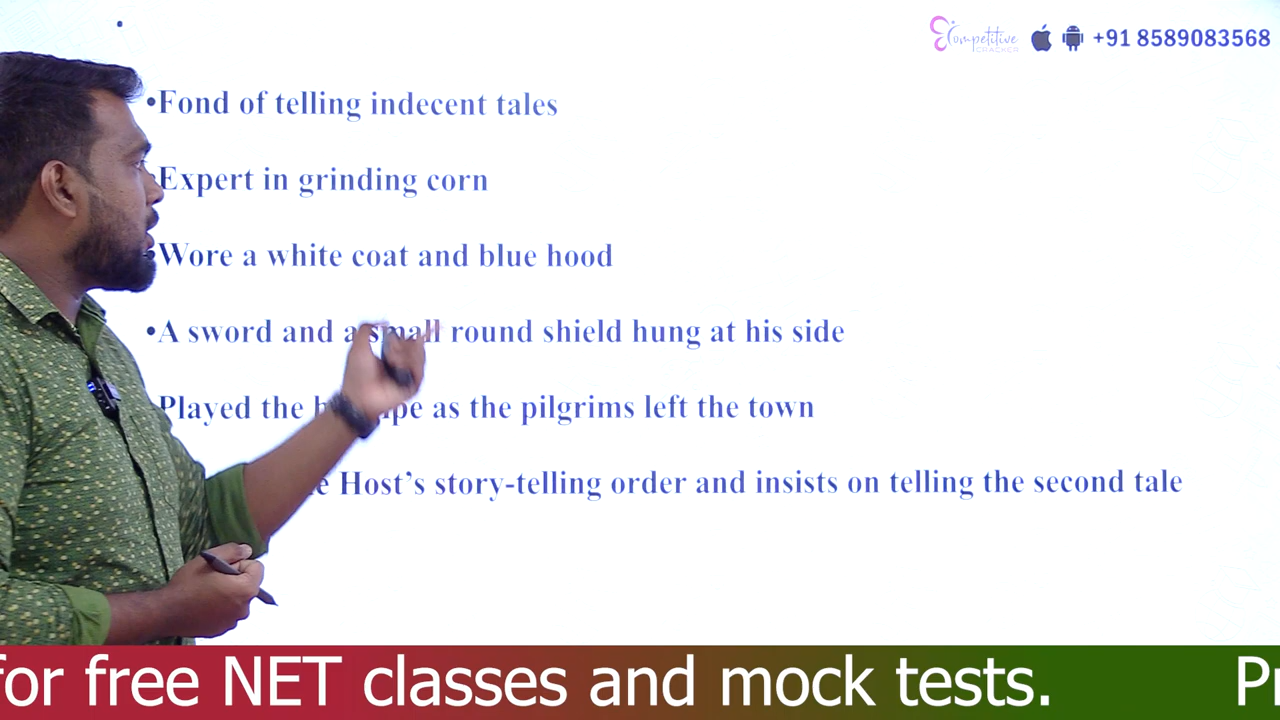 Competitive
CRACKER
+91 8589083568
•Fond of telling indecent tales
•Expert in grinding corn
•Wore a white coat and blue hood
•A sword and a small round shield hung at his side
Played the as the pilgrims left the town
Host’s story-telling order and insists on telling the second tale
for free NET classes and mock tests.